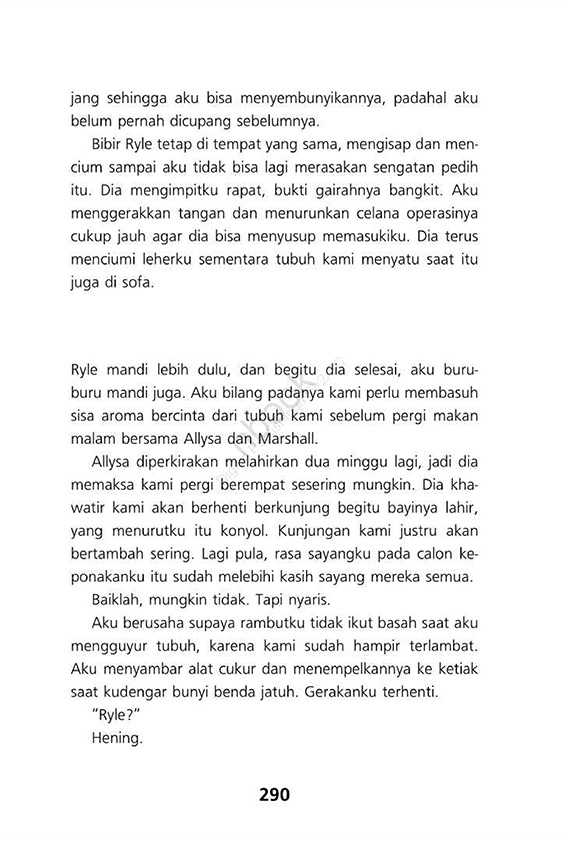 jang sehingga aku bisa menyembunyikannya, padahal aku
belum pernah dicupang sebelumnya.
Bibir Ryle tetap di tempat yang sama, mengisap dan men-
cium sampai aku tidak bisa lagi merasakan sengatan pedih
itu. Dia mengimpitku rapat, bukti gairahnya bangkit. Aku
menggerakkan tangan dan menurunkan celana operasinya
cukup jauh agar dia bisa menyusup memasukiku. Dia terus
menciumi leherku sementara tubuh kami menyatu saat itu
juga di sofa.
Ryle mandi lebih dulu, dan begitu dia selesai, aku buru-
buru mandi juga. Aku bilang padanya kami perlu membasuh
sisa aroma bercinta dari tubuh kami sebelum pergi makan
malam bersama Allysa dan Marshall.
Allysa diperkirakan melahirkan dua minggu lagi, jadi dia
memaksa kami pergi berempat sesering mungkin. Dia kha-
watir kami akan berhenti berkunjung begitu bayinya lahir,
yang menurutku itu konyol. Kunjungan kami justru akan
bertambah sering. Lagi pula, rasa sayangku pada calon ke-
ponakanku itu sudah melebihi kasih sayang mereka semua.
Baiklah, mungkin tidak. Tapi nyaris.
Aku berusaha supaya rambutku tidak ikut basah saat aku
mengguyur tubuh, karena kami sudah hampir terlambat.
Aku menyambar alat cukur dan menempelkannya ke ketiak
saat kudengar bunyi benda jatuh. Gerakanku terhenti.
“Ryle?”
Hening.
290